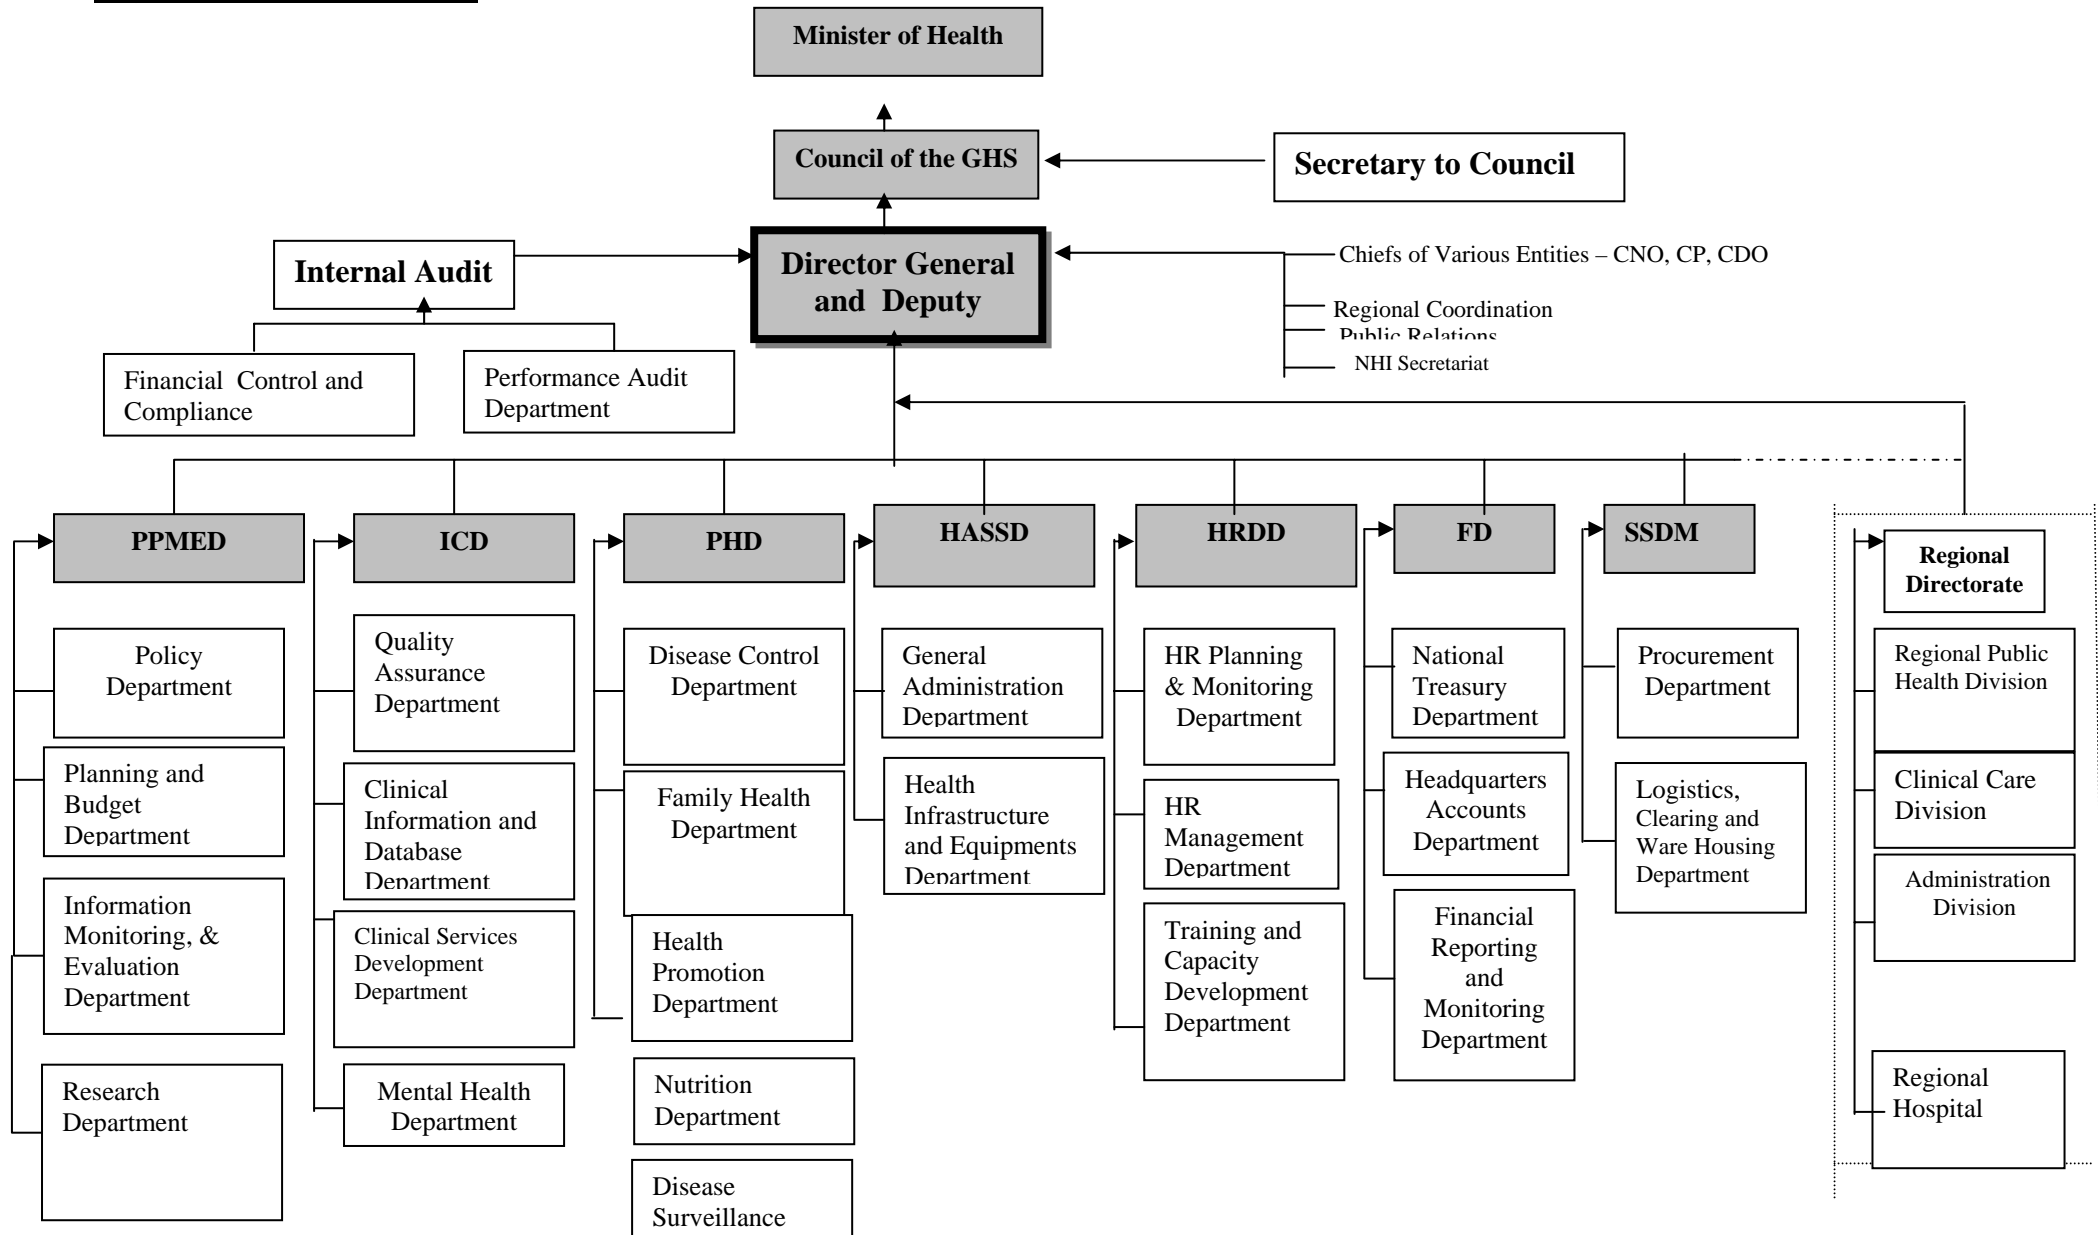 Minister of Health
Council of the GHS
Secretary to Council
Internal Audit
Director General
and Deputy
Chiefs of Various Entities – CNO, CP, CDO
Regional Coordination
Public Relations
NHI Secretariat
Financial Control and
Compliance
Performance Audit
Department
PPMED
ICD
PHD
HASSD
HRDD
FD
SSDM
Regional
Directorate
Policy
Department
Planning and
Budget
Department
Information
Monitoring, &
Evaluation
Department
Research
Department
Quality
Assurance
Department
Clinical
Information and
Database
Department
Clinical Services
Development
Department
Mental Health
Department
Disease Control
Department
Family Health
Department
Health
Promotion
Department
Nutrition
Department
Disease
Surveillance
General
Administration
Department
Health
Infrastructure
and Equipments
Department
HR Planning
& Monitoring
Department
HR
Management
Department
Training and
Capacity
Development
Department
National
Treasury
Department
Headquarters
Accounts
Department
Financial
Reporting
and
Monitoring
Department
Procurement
Department
Logistics,
Clearing and
Ware Housing
Department
Regional Public
Health Division
Clinical Care
Division
Administration
Division
Regional
Hospital